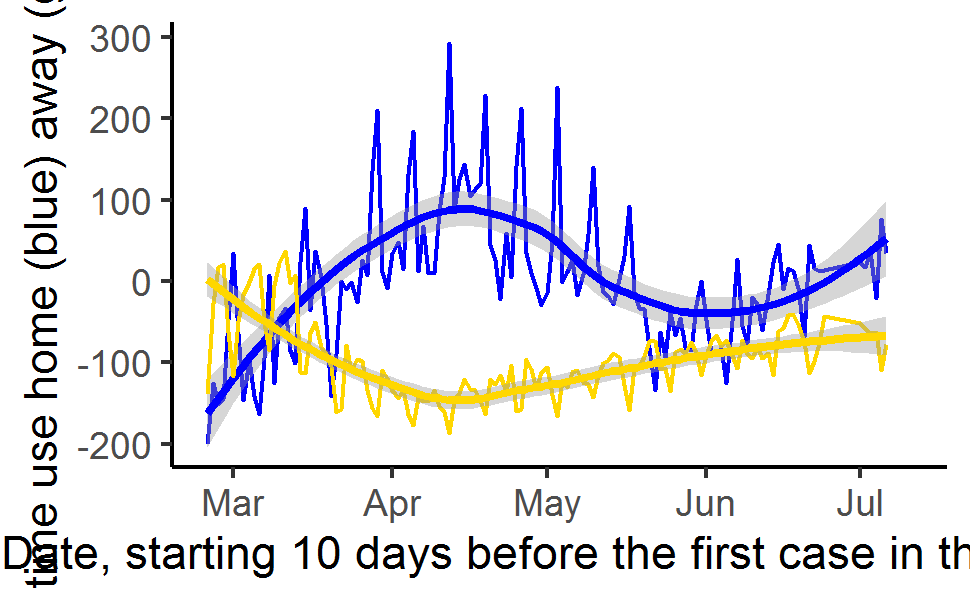 time use home (blue) away (
300
200
100
0
-100
-200
Mar Apr May Jun Jul
Date, starting 10 days before the first case in th